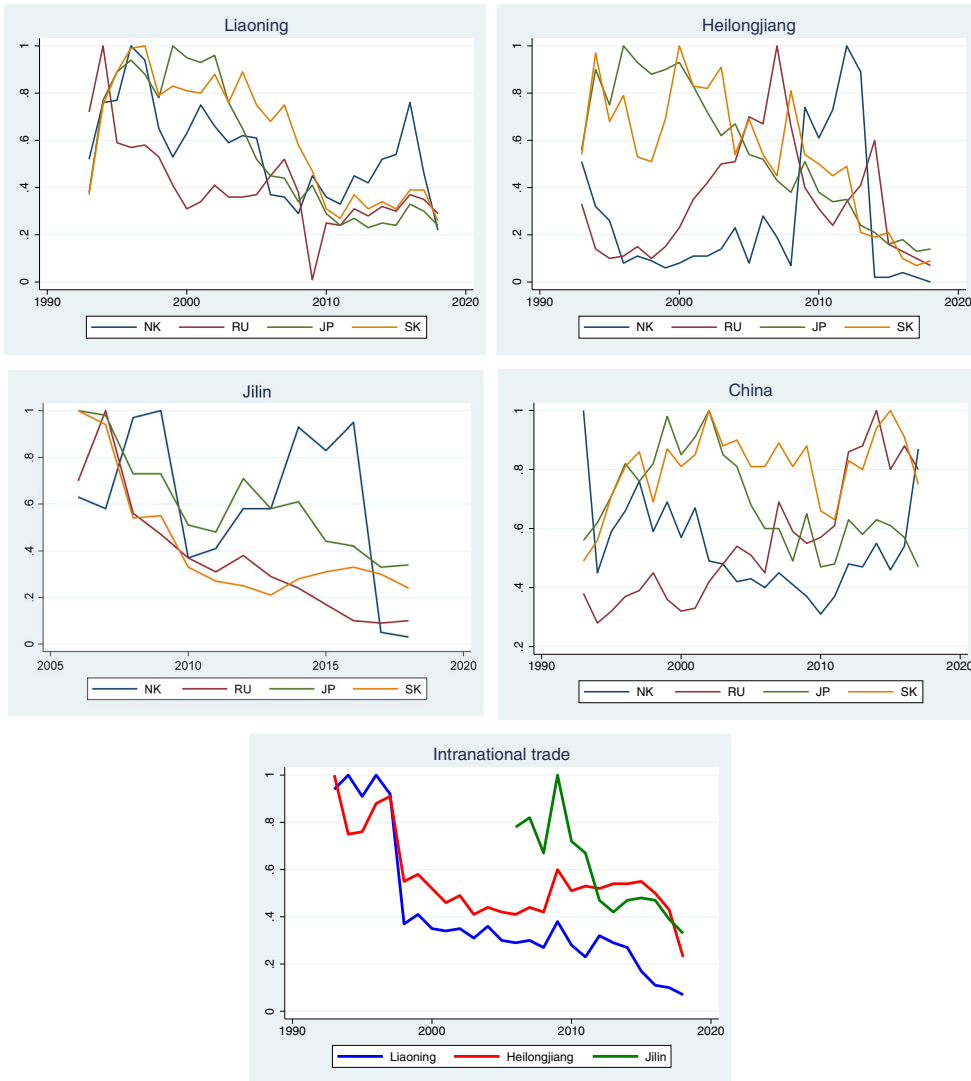 Liaoning
1
.8
.6
.4
.2
0
1990 2000 2010 2020
NK RU JP SK
Heilongjiang
1
.8
.6
.4
.2
0
1990 2000 2010 2020
NK RU JP SK
Jilin
1
.8
.6
.4
.2
0
2005 2010 2015 2020
NK RU JP SK
China
1
.8
.6
.4
.2
1990 2000 2010 2020
NK RU JP SK
Intranational trade
1
.8
.6
.4
.2
0
1990 2000 2010 2020
Liaoning Heilongjiang Jilin